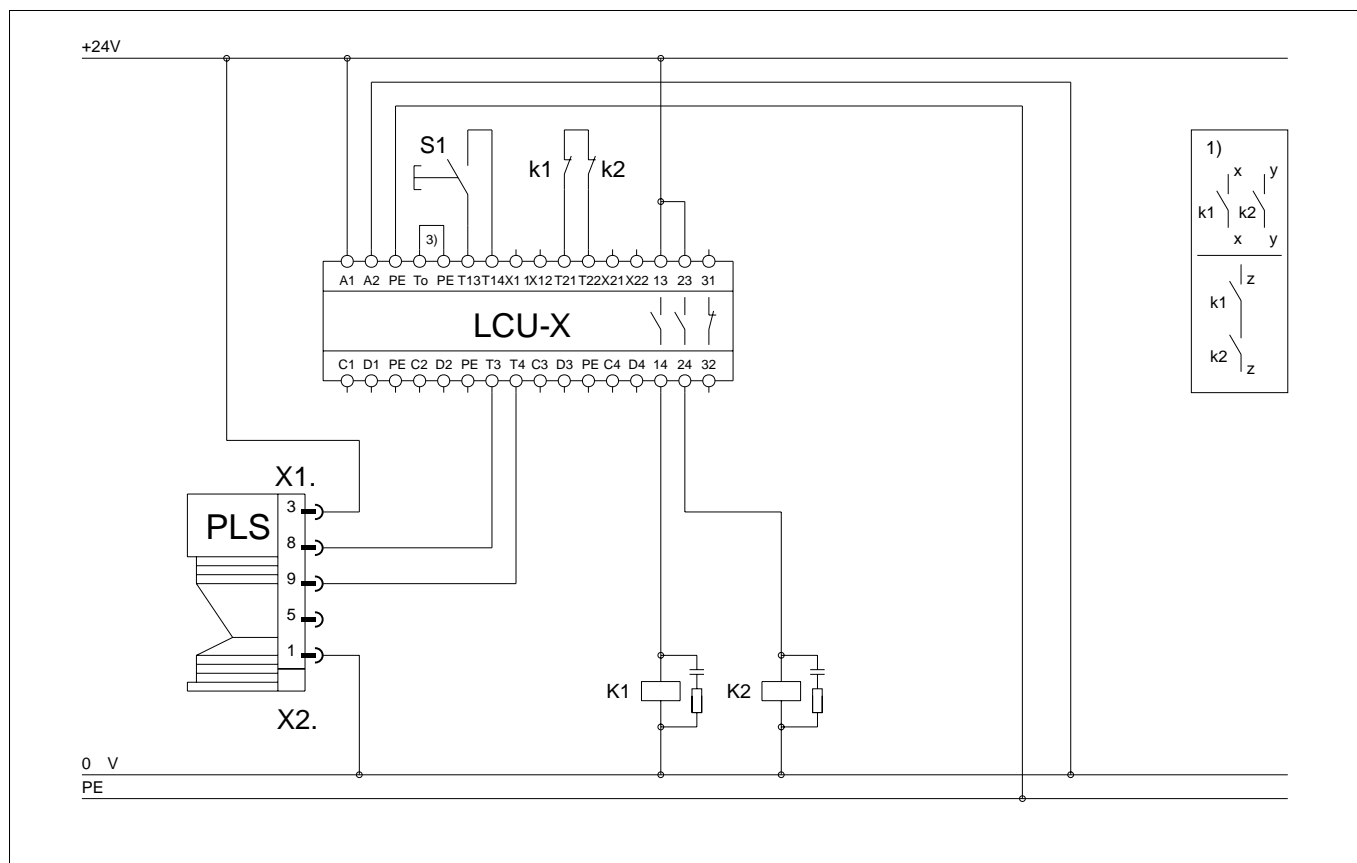 +24V
S1
k1 k2
3)
A1 A2 PE To PE T13 T14 X1 1 X12 T21 T22 X21 X22 13 23 31
LCU-X
C1 D1 PE C2 D2 PE T3 T4 C3 D3 PE C4 D4 14 24 32
1)
x y
k1 k2
x y
z
k1
k2
z
X1.
3
PLS
8
9
5
1
X2.
K1 K2
0 V
PE